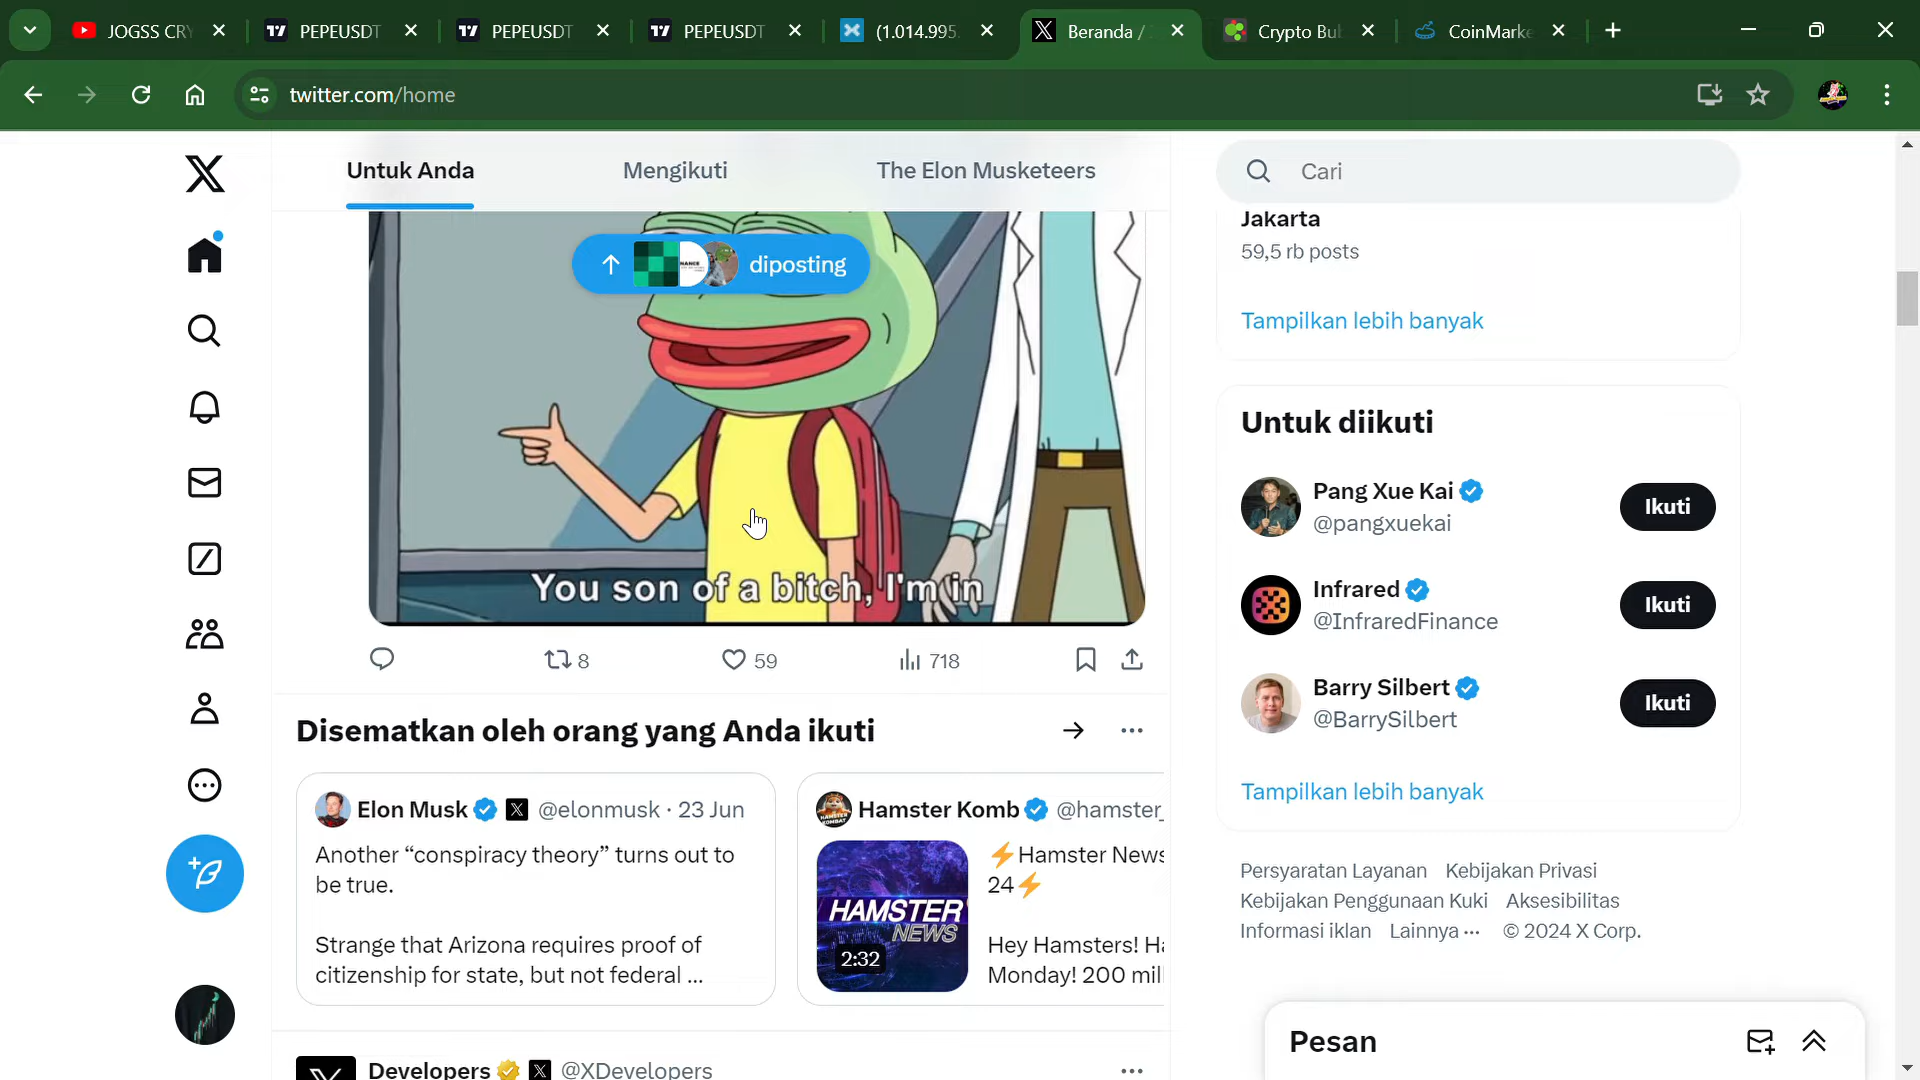 JOGSS CRY
PEPEUSDT
PEPEUSDT
PEPEUSDT
(1.014.995
Beranda /
Crypto Bu
CoinMarke
twitter.com/home
Untuk Anda
Mengikuti
The Elon Musketeers
Cari
diposting
You son of a bitch, I'm in
8
59
718
Disematkan oleh orang yang Anda ikuti
Elon Musk @elonmusk · 23 Jun
Another “conspiracy theory” turns out to
be true.
Strange that Arizona requires proof of
citizenship for state, but not federal ...
Hamster Komb @hamster_
HAMSTER
NEWS
2:32
⚡Hamster News
24⚡
Hey Hamsters! Ha
Monday! 200 mil
Developers @XDevelopers
Jakarta
59,5 rb posts
Tampilkan lebih banyak
Untuk diikuti
Pang Xue Kai
@pangxuekai
Ikuti
Infrared
@InfraredFinance
Ikuti
Barry Silbert
@BarrySilbert
Ikuti
Tampilkan lebih banyak
Persyaratan Layanan Kebijakan Privasi
Kebijakan Penggunaan Kuki Aksesibilitas
Informasi iklan Lainnya ··· © 2024 X Corp.
Pesan